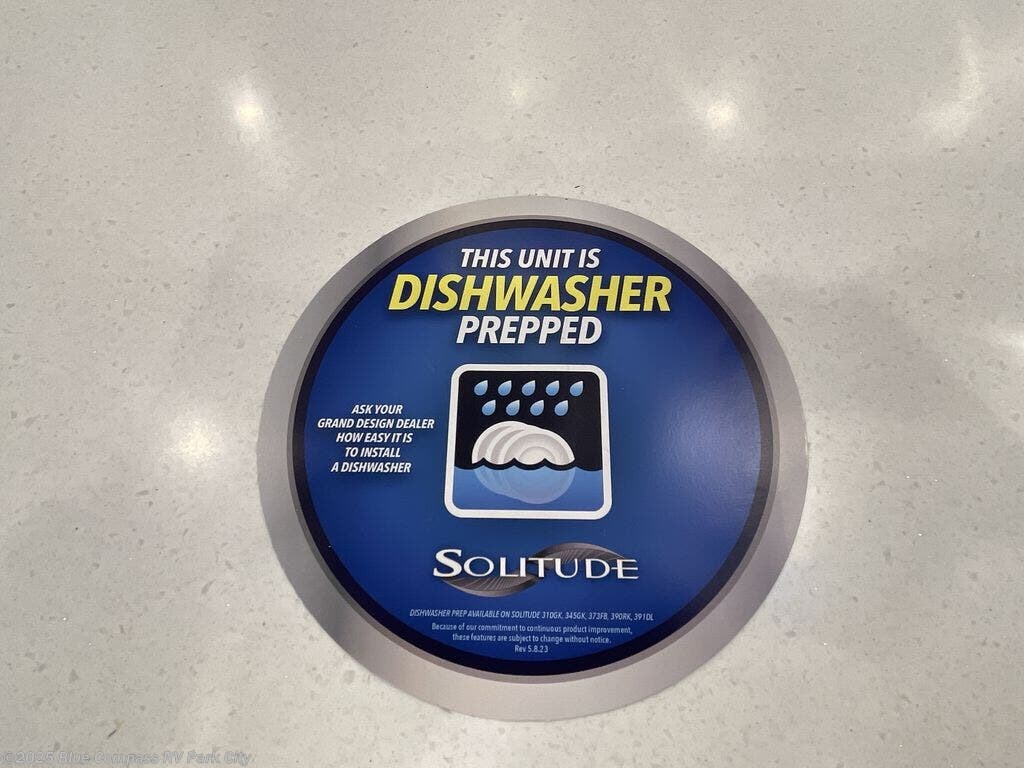 THIS UNIT IS
DISHWASHER
PREPPED
ASK YOUR
GRAND DESIGN DEALER
HOW EASY IT IS
TO INSTALL
A DISHWASHER
SOLITUDE
DISHWASHER PREP AVAILABLE ON SOLITUDE 310GK, 345GK, 373FB, 390RK, 391DL
Because of our commitment to continuous product improvement,
these features are subject to change without notice.
Rev 5.8.23
©2025 Blue Compass RV Park City